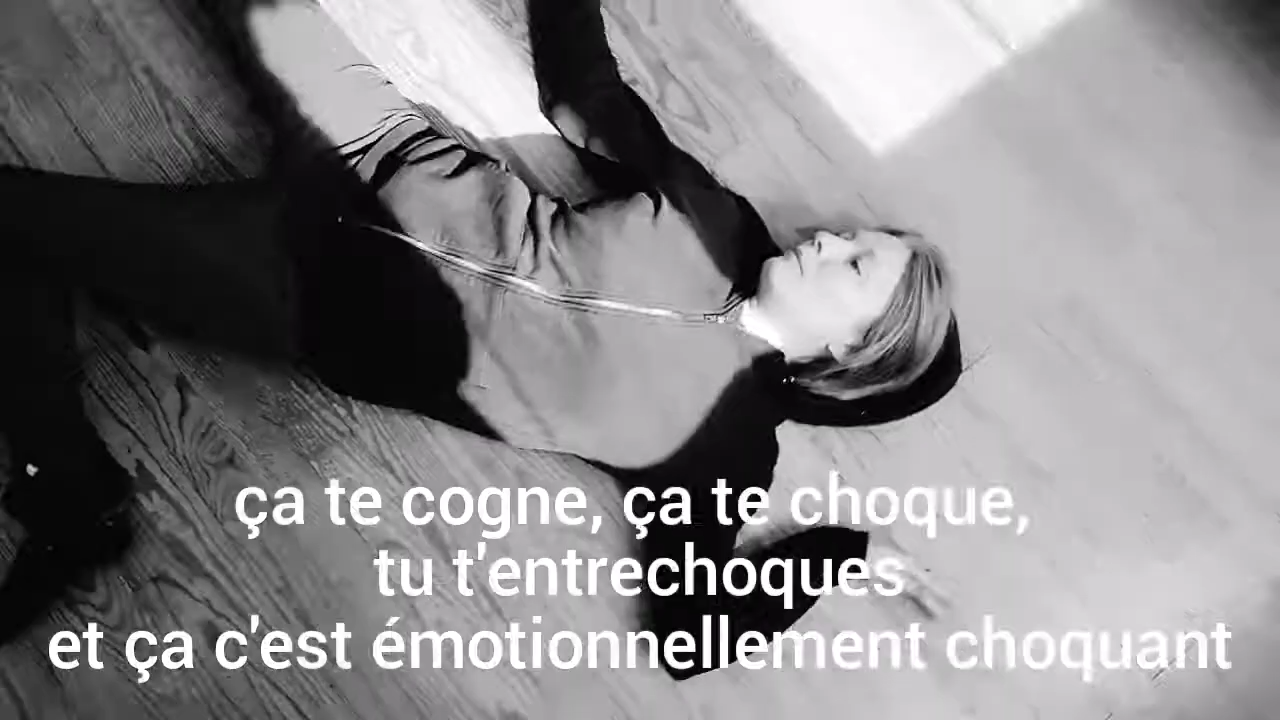 ça te cogne, ça te choque,
tu t'entrechoques
et ça c'est émotionnellement choquant